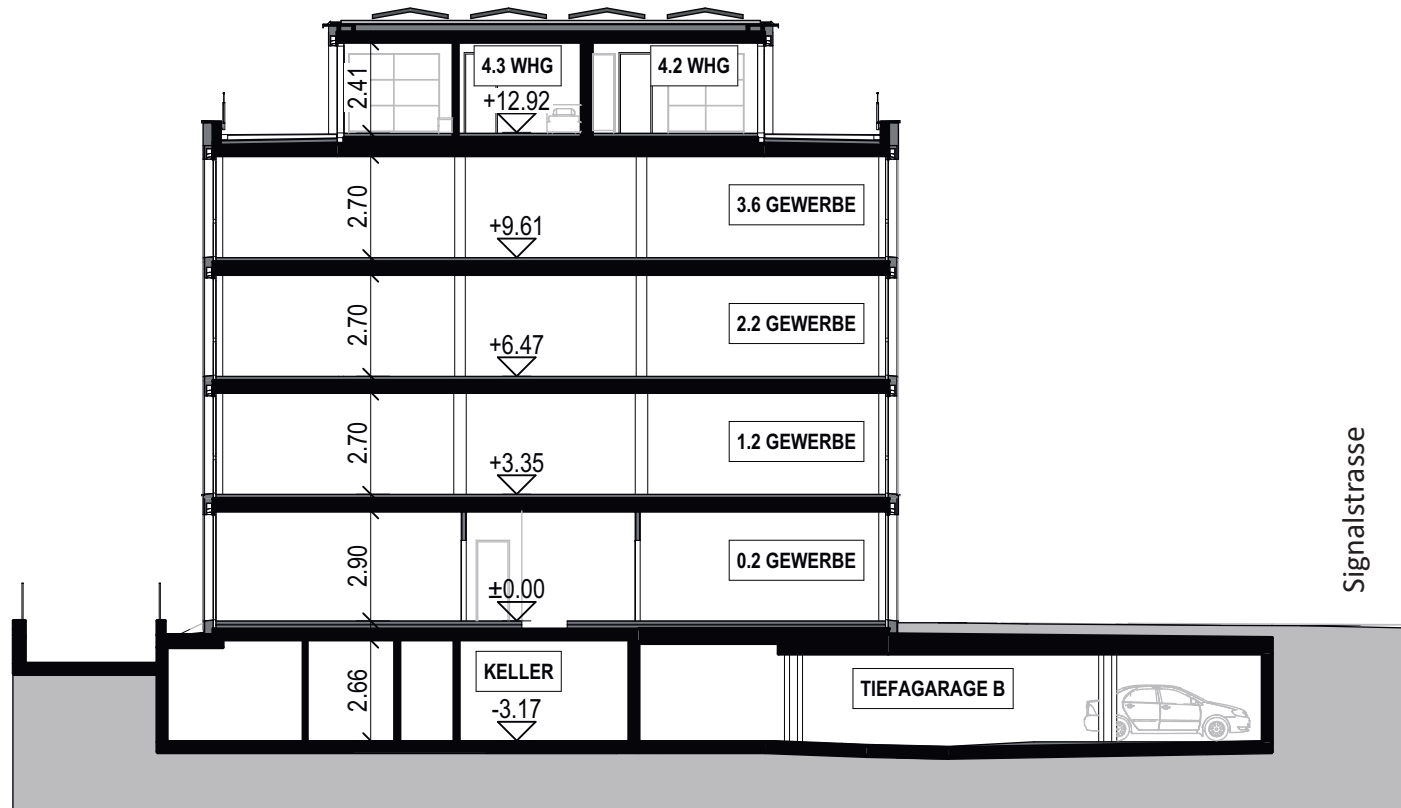 4.3 WHG
4.2 WHG
2.41
+12.92
2.70
3.6 GEWERBE
+9.61
2.70
2.2 GEWERBE
+6.47
2.70
1.2 GEWERBE
+3.35
2.90
0.2 GEWERBE
±0.00
Signalstrasse
2.66
KELLER
-3.17
TIEFAGARAGE B